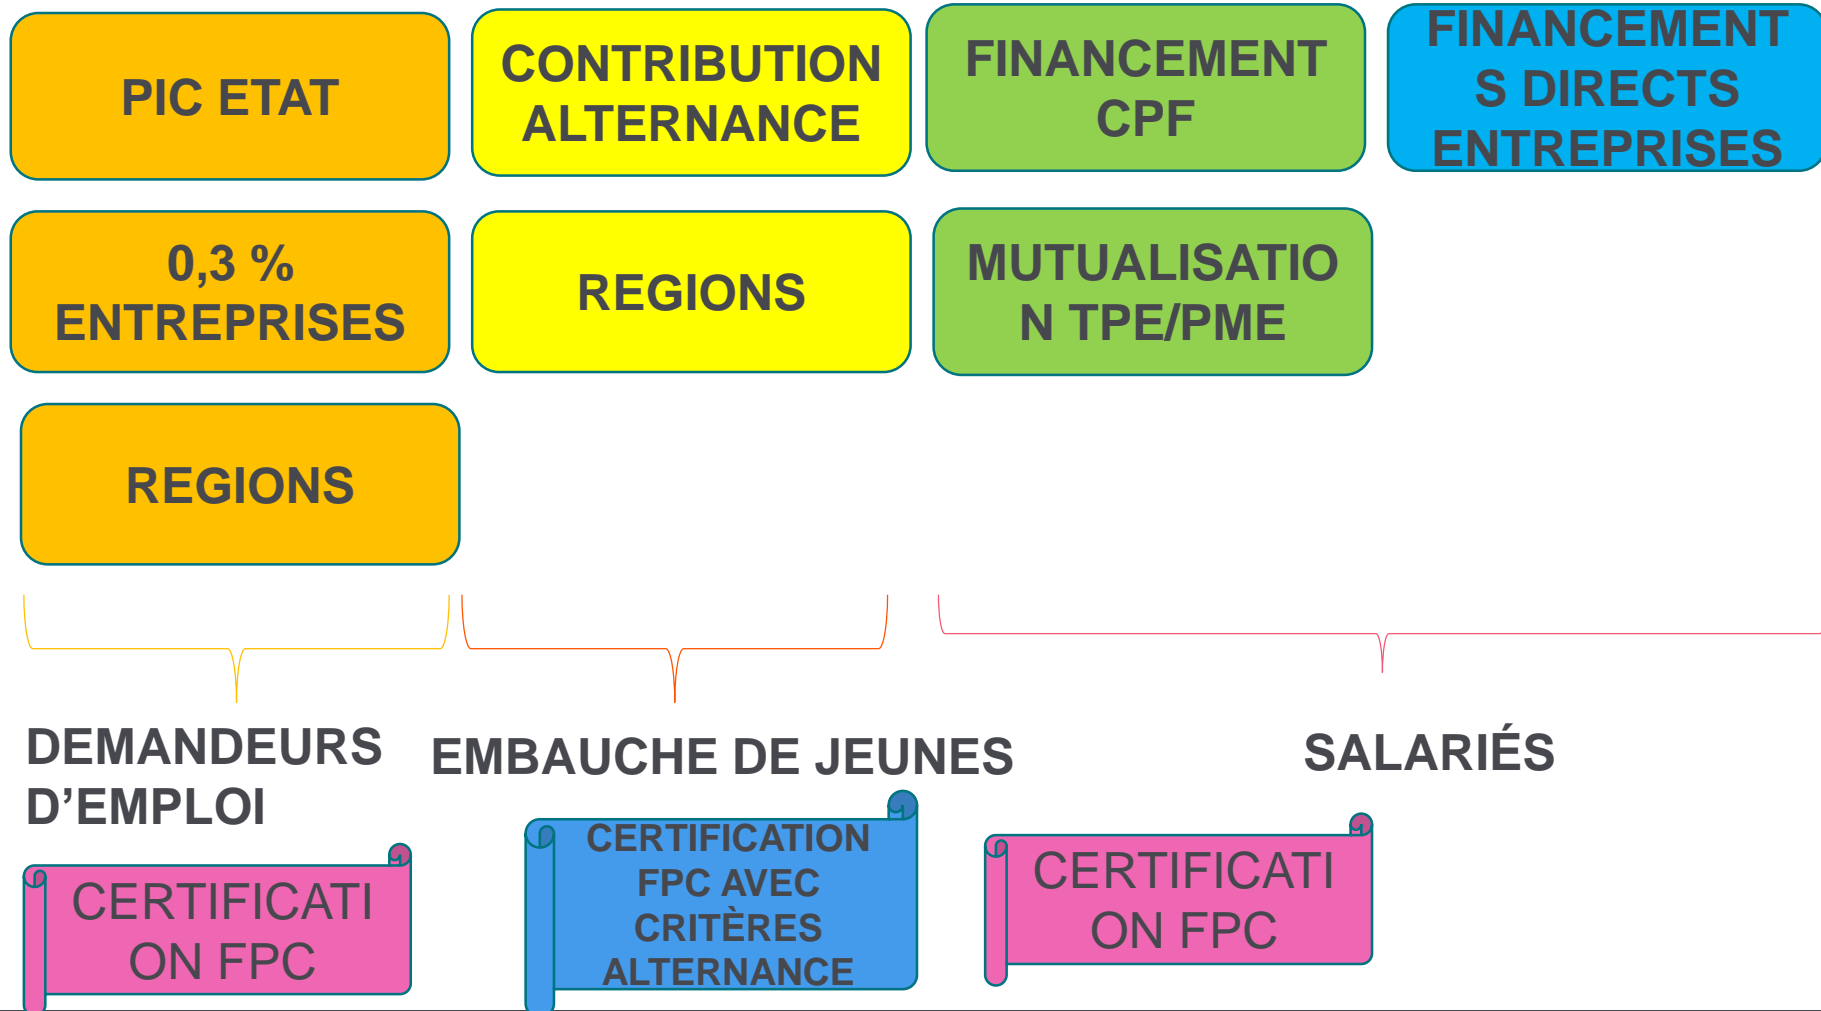 PIC ETAT
CONTRIBUTION
ALTERNANCE
FINANCEMENT
CPF
FINANCEMENT
S DIRECTS
ENTREPRISES
0,3 %
ENTREPRISES
REGIONS
MUTUALISATIO
N TPE/PME
REGIONS
DEMANDEURS
D’EMPLOI
EMBAUCHE DE JEUNES
SALARIÉS
CERTIFICATI
ON FPC
CERTIFICATION
FPC AVEC
CRITÈRES
ALTERNANCE
CERTIFICATI
ON FPC